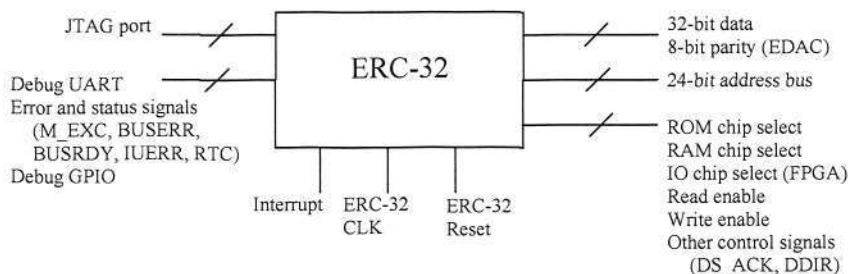 JTAG port
Debug UART
Error and status signals
(M_EXC, BUSERR,
BUSRDY, IUERR, RTC)
Debug GPIO
ERC-32
Interrupt
ERC-32
CLK
ERC-32
Reset
32-bit data
8-bit parity (EDAC)
24-bit address bus
ROM chip select
RAM chip select
IO chip select (FPGA)
Read enable
Write enable
Other control signals
(DS_ACK, DDIR)